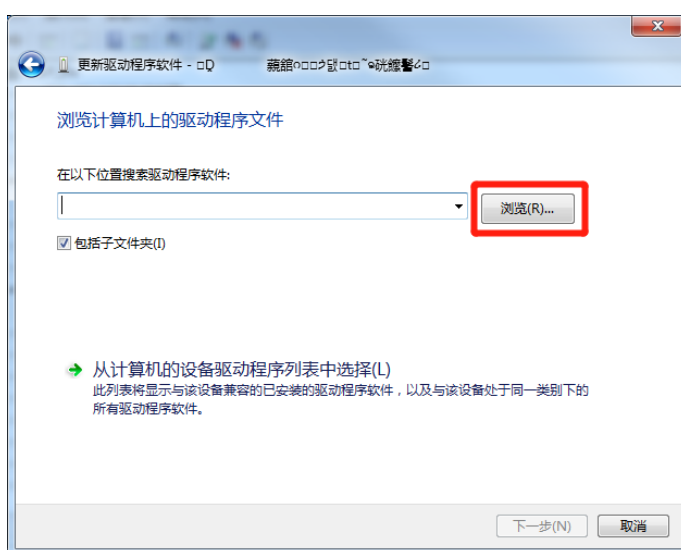 更新驱动程序软件 -
浏览计算机上的驱动程序文件
在以下位置搜索驱动程序软件:
浏览(R)...
包括子文件夹(I)
从计算机的设备驱动程序列表中选择(L)
此列表将显示与该设备兼容的已安装的驱动程序软件，以及与该设备处于同一类别下的
所有驱动程序软件。
下一步(N)
取消